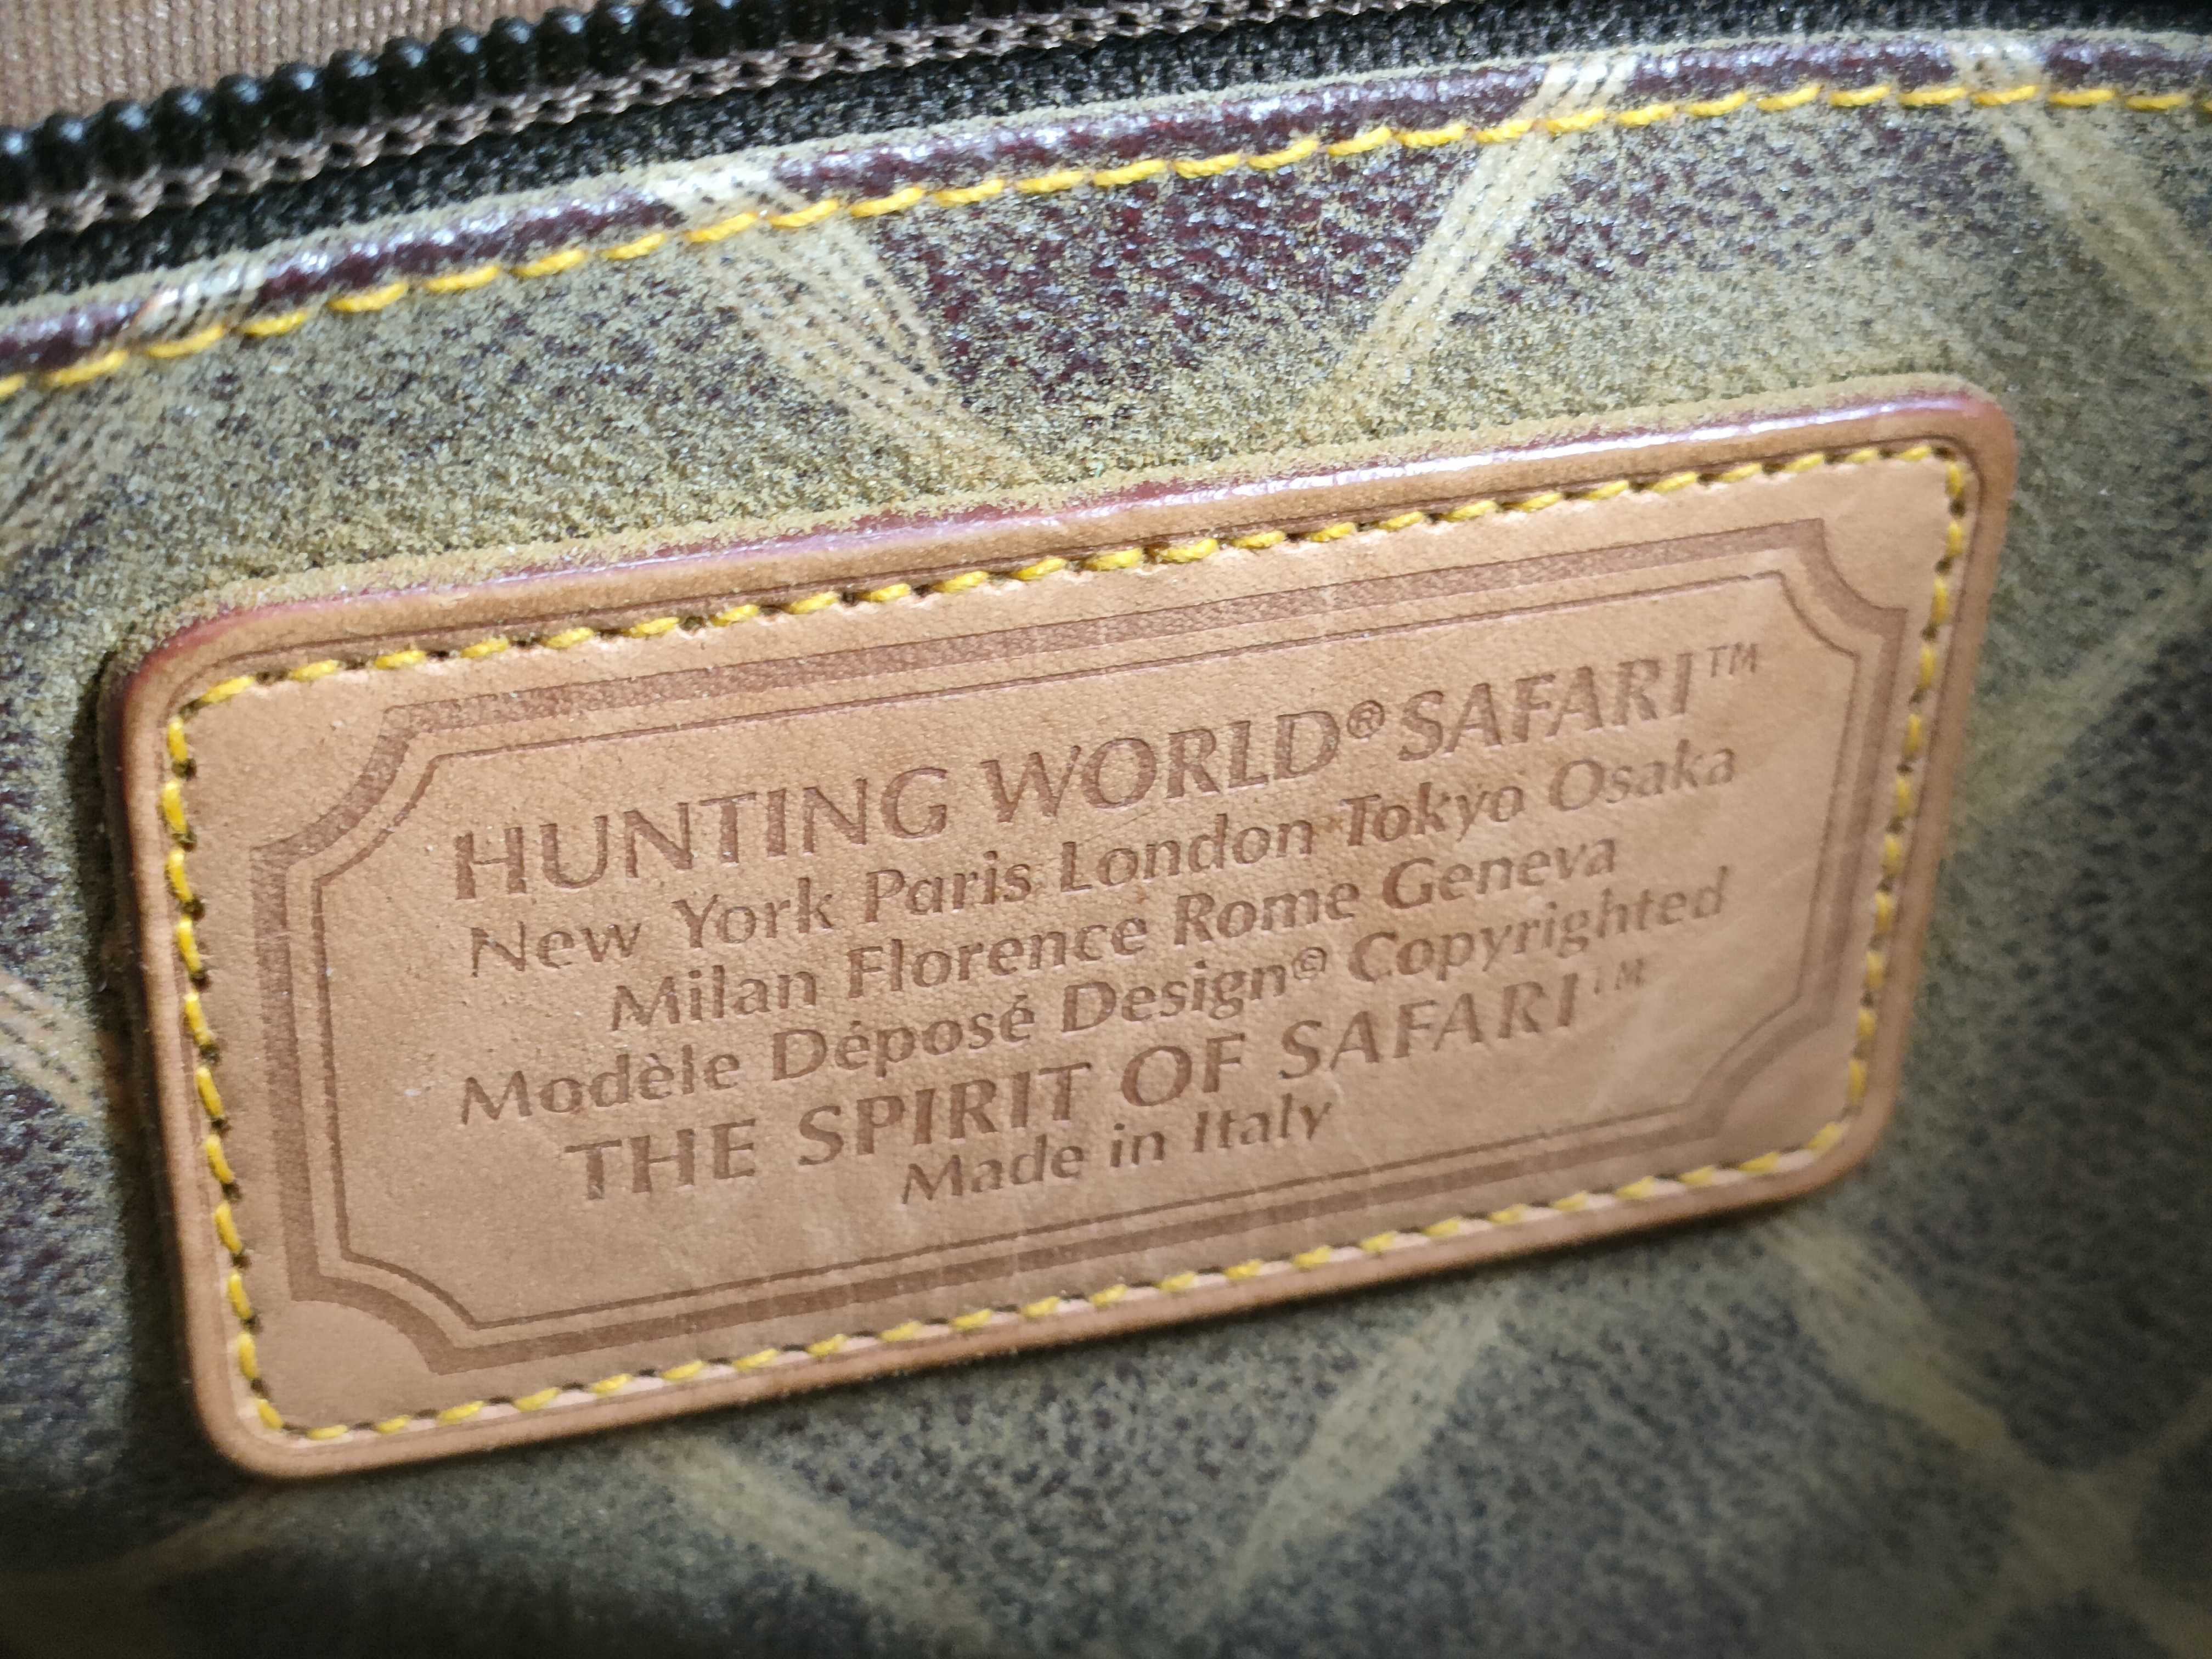 HUNTING WORLD® SAFARI™
New York Paris London Tokyo Osaka
Milan Florence Rome Geneva
Modèle Déposé Design© Copyrighted
THE SPIRIT OF SAFARI™
Made in Italy